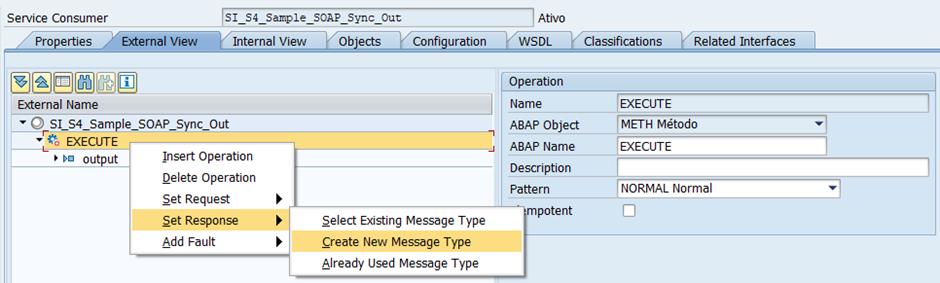 Service Consumer SI_S4_Sample_SOAP_Sync_Out Ativo
Properties External View Internal View Objects Configuration WSDL Classifications Related Interfaces
External Name
SI_S4_Sample_SOAP_Sync_Out
EXECUTE
output
Insert Operation
Delete Operation
Set Request
Set Response
Add Fault
Select Existing Message Type
Create New Message Type
Already Used Message Type
Operation
Name EXECUTE
ABAP Object METH Método
ABAP Name EXECUTE
Description
Pattern NORMAL Normal